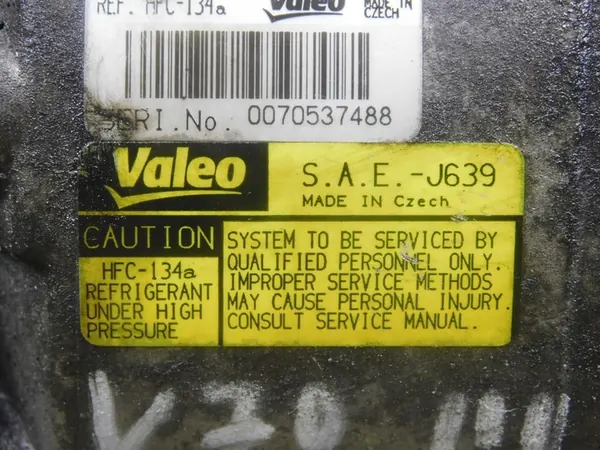 REF. HFC-134a Valeo MADE IN CZECH
SERI.No. 0070537488
Valeo S.A.E.-J639
MADE IN Czech
CAUTION
HFC-134a
REFRIGERANT
UNDER HIGH
PRESSURE
SYSTEM TO BE SERVICED BY
QUALIFIED PERSONNEL ONLY.
IMPROPER SERVICE METHODS
MAY CAUSE PERSONAL INJURY.
CONSULT SERVICE MANUAL.